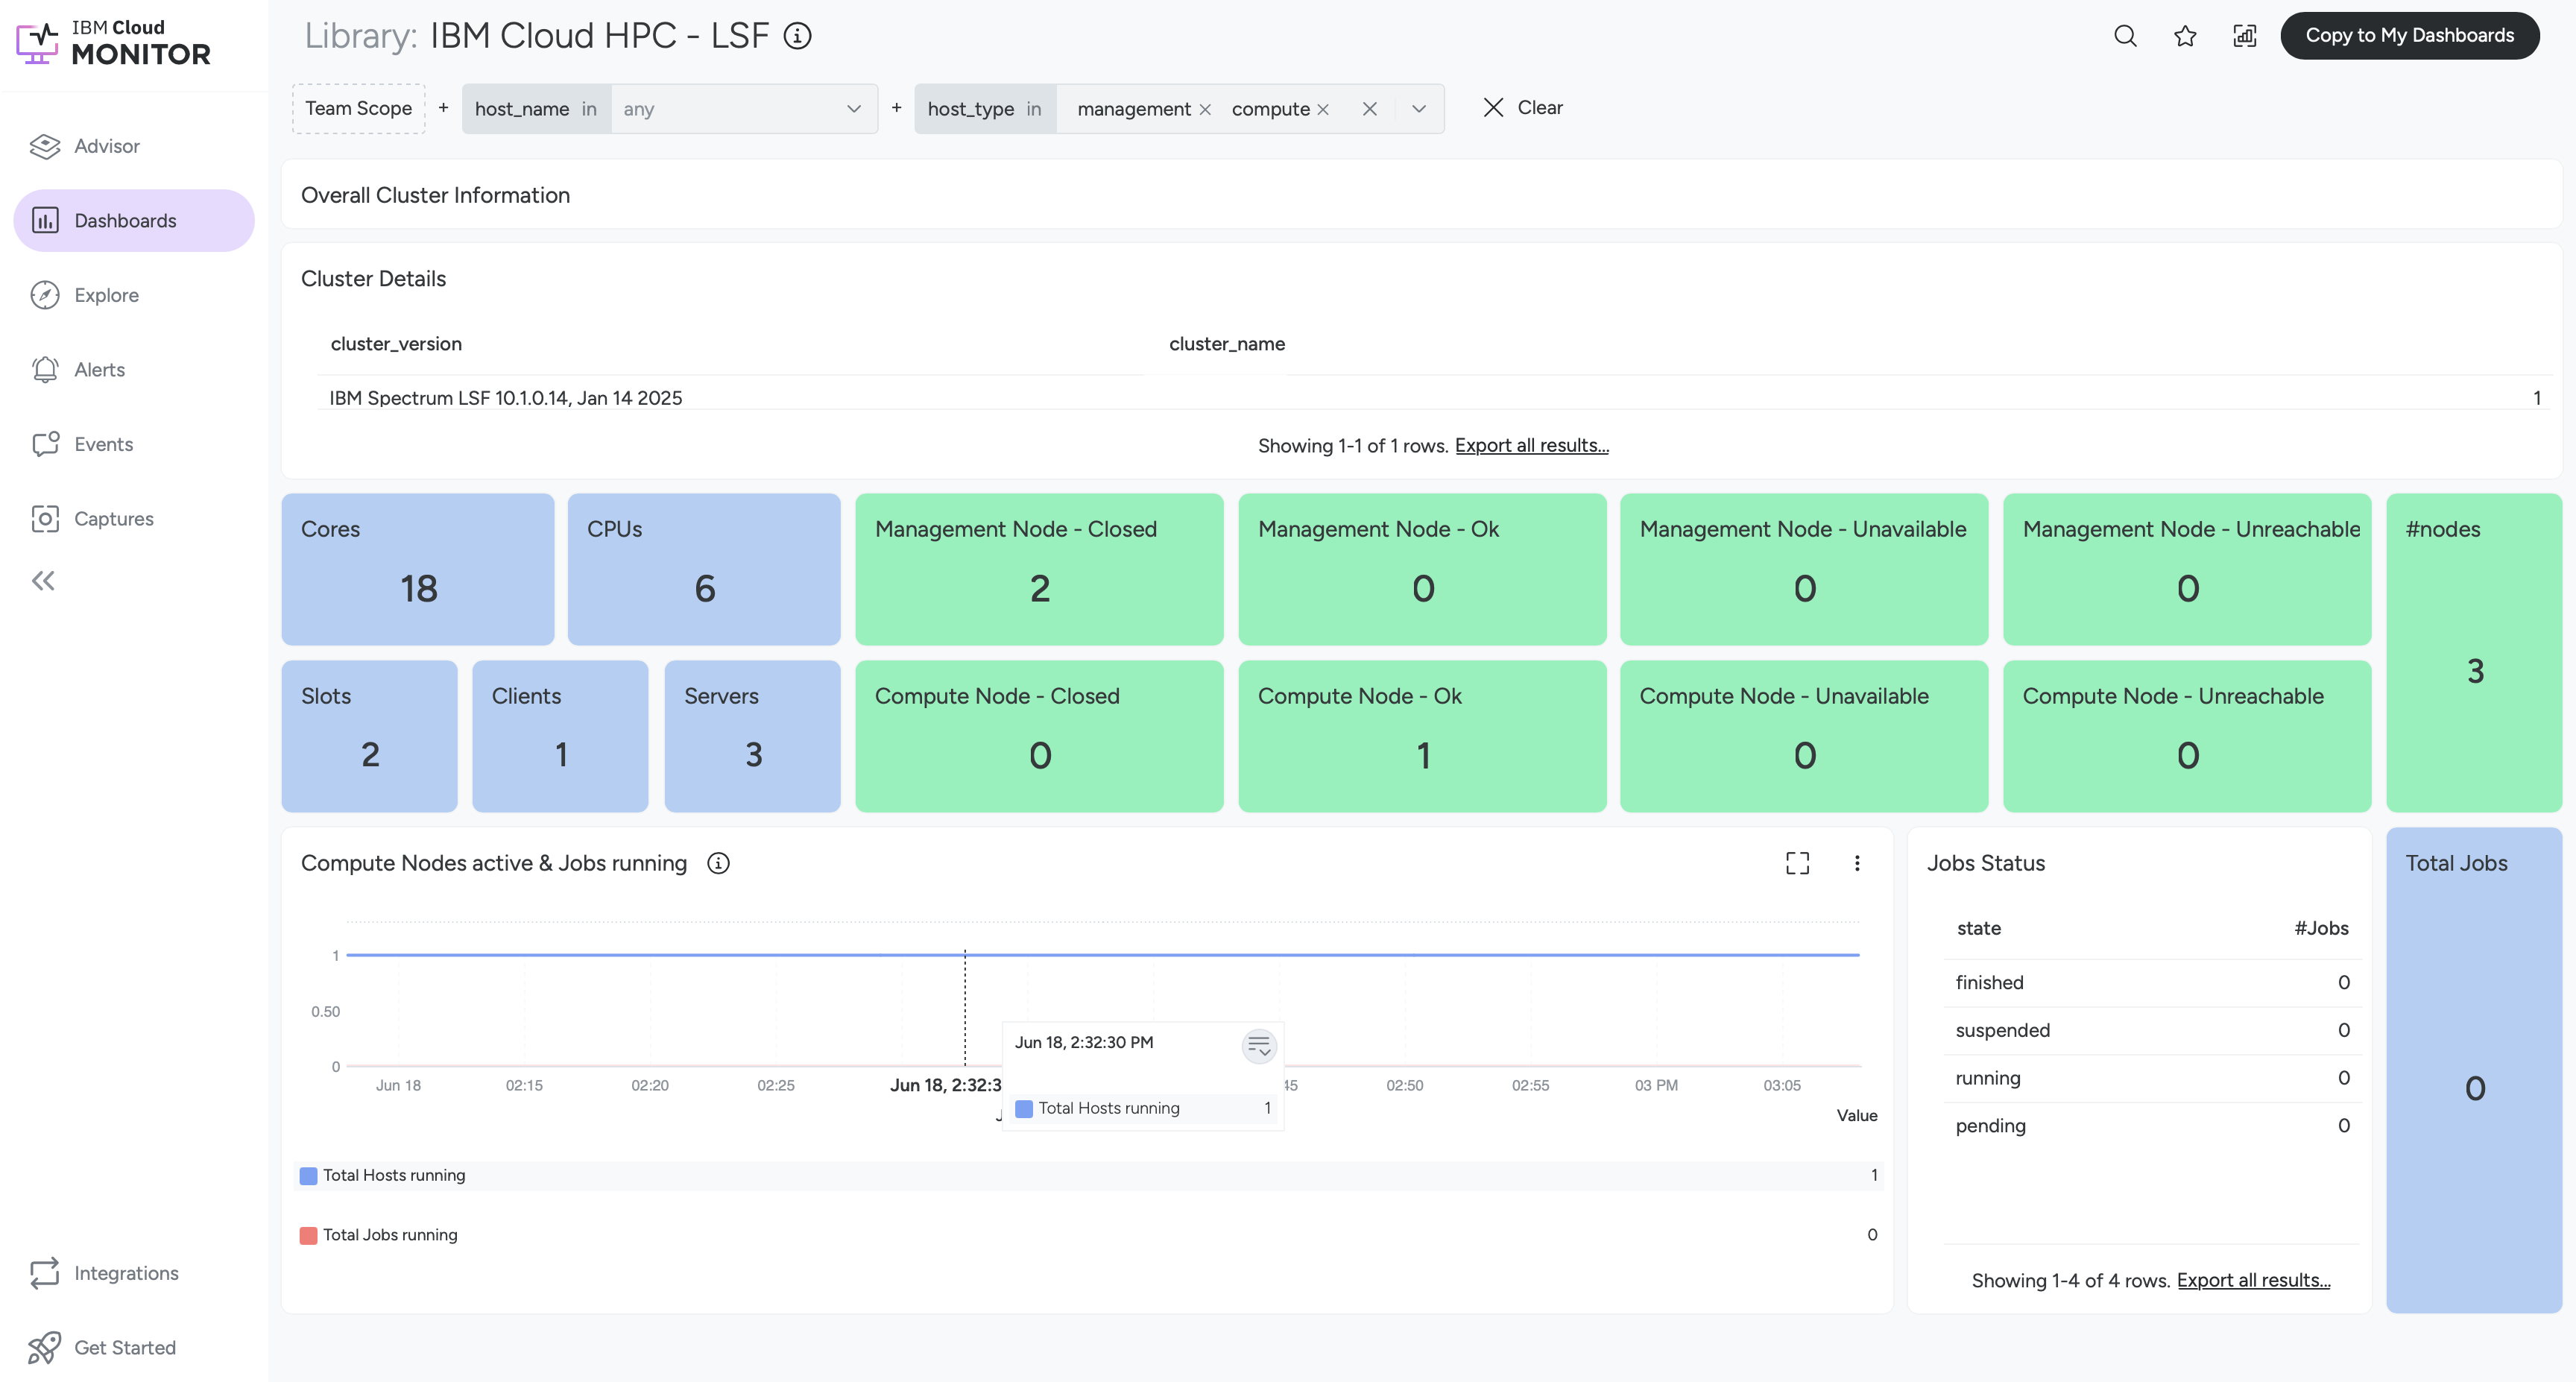 IBM Cloud
MONITOR
Library: IBM Cloud HPC - LSF
Copy to My Dashboards
Team Scope + host_name in any + host_type in management compute Clear
Advisor
Dashboards
Explore
Alerts
Events
Captures
Integrations
Get Started
Overall Cluster Information
Cluster Details
cluster_version cluster_name
IBM Spectrum LSF 10.1.0.14, Jan 14 2025 1
Showing 1-1 of 1 rows. Export all results...
Cores
18
CPUs
6
Management Node - Closed
2
Management Node - Ok
0
Management Node - Unavailable
0
Management Node - Unreachable
0
#nodes
3
Slots
2
Clients
1
Servers
3
Compute Node - Closed
0
Compute Node - Ok
1
Compute Node - Unavailable
0
Compute Node - Unreachable
0
Compute Nodes active & Jobs running
1
0.50
0
Jun 18 02:15 02:20 02:25 Jun 18, 2:32:3 45 02:50 02:55 03 PM 03:05
Jun 18, 2:32:30 PM
Total Hosts running 1
Value
Total Hosts running 1
Total Jobs running 0
Jobs Status
state #Jobs
finished 0
suspended 0
running 0
pending 0
Showing 1-4 of 4 rows. Export all results...
Total Jobs
0